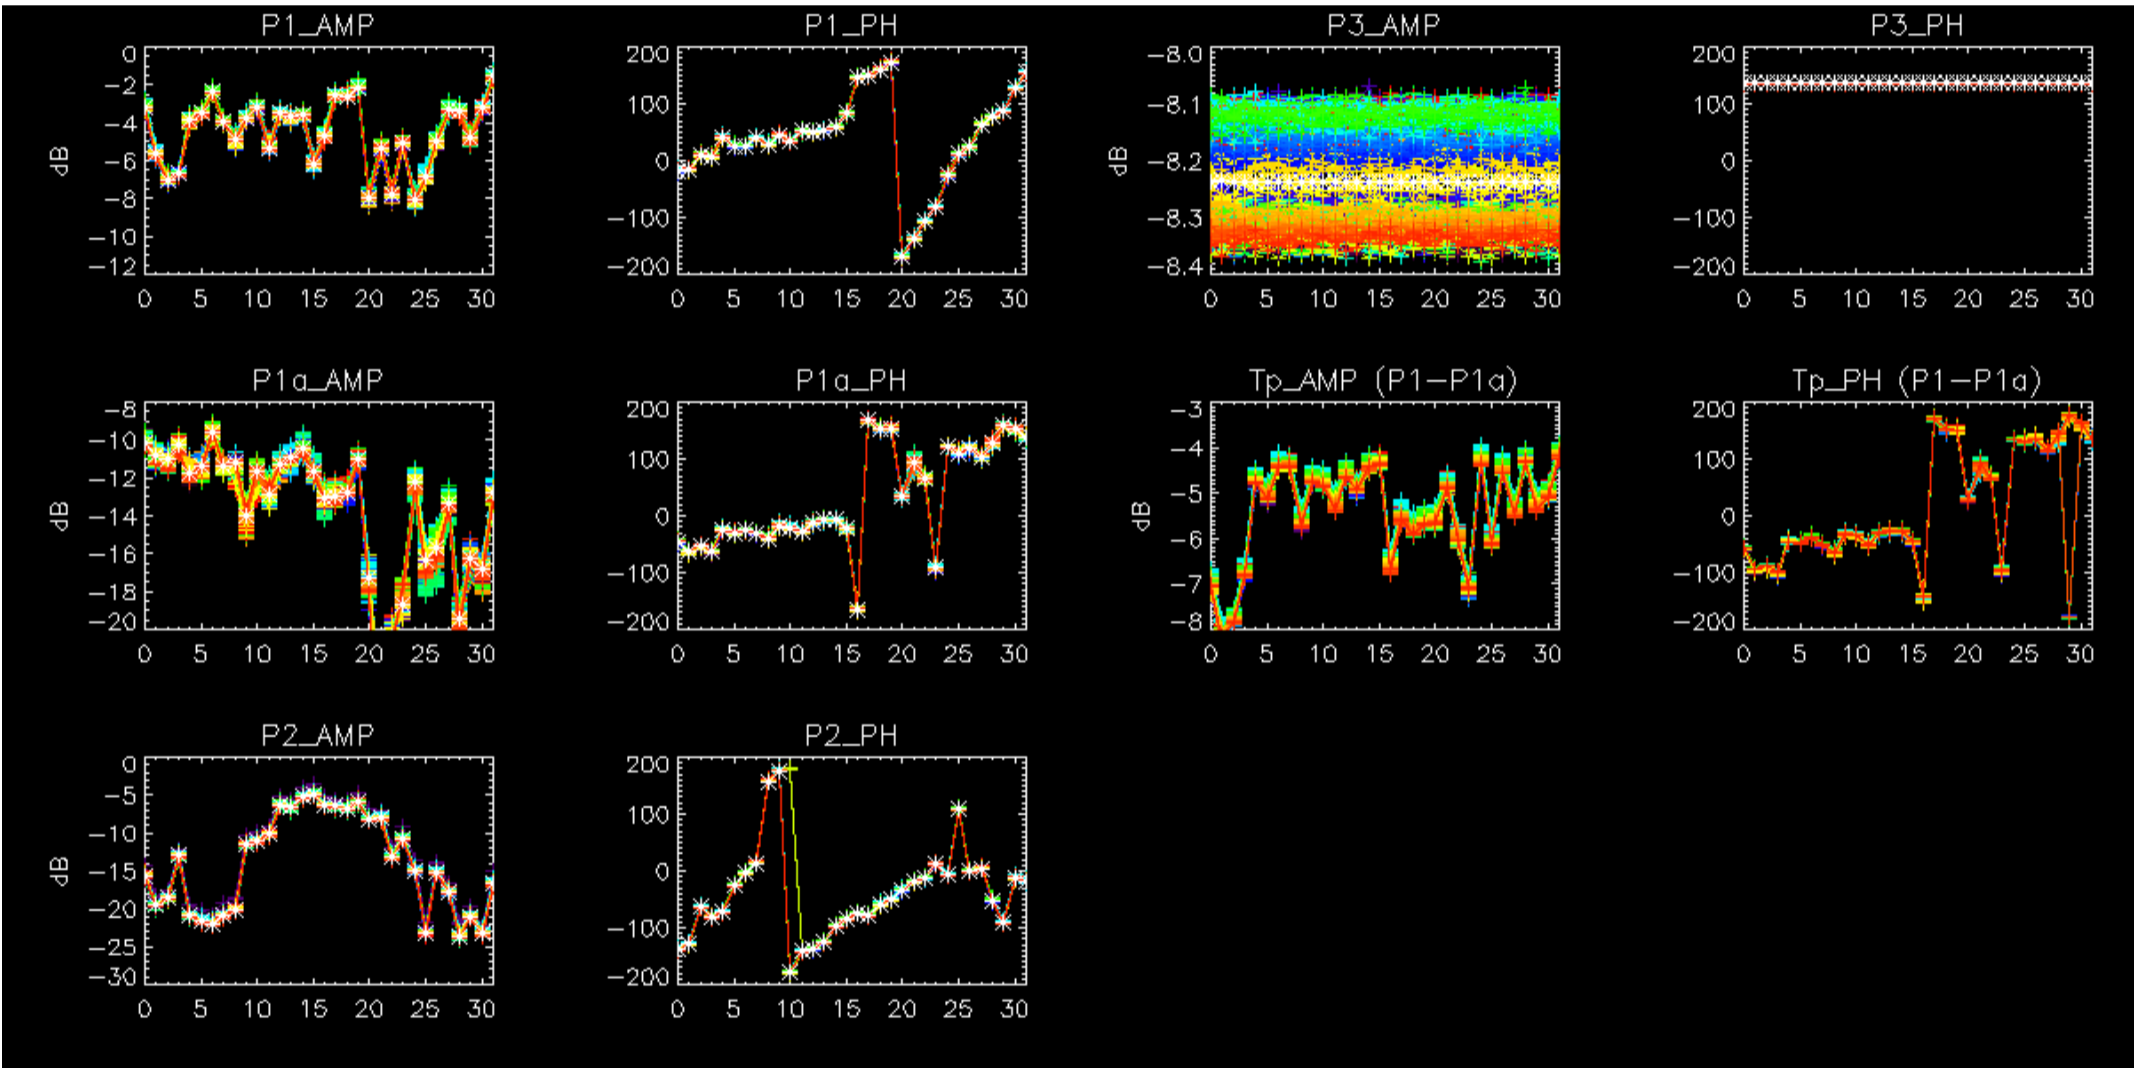 P1_AMP P1_PH P3_AMP P3_PH
0 200 -8.0 200
-2 100 -8.1 100
-4 0 -8.2 0
-6 -100 -8.3 -100
-8 -200 -8.4 -200
-10
-12
dB dB
0 5 10 15 20 25 30 0 5 10 15 20 25 30 0 5 10 15 20 25 30 0 5 10 15 20 25 30
P1a_AMP P1a_PH Tp_AMP (P1-P1a) Tp_PH (P1-P1a)
-8 200 -3 200
-10 100 -4 100
-12 0 -5 0
-14 -100 -6 -100
-16 -200 -7 -200
-18 -8
-20
dB dB
0 5 10 15 20 25 30 0 5 10 15 20 25 30 0 5 10 15 20 25 30 0 5 10 15 20 25 30
P2_AMP P2_PH
0 200
-5 100
-10 0
-15 -100
-20 -200
-25
-30
dB
0 5 10 15 20 25 30 0 5 10 15 20 25 30